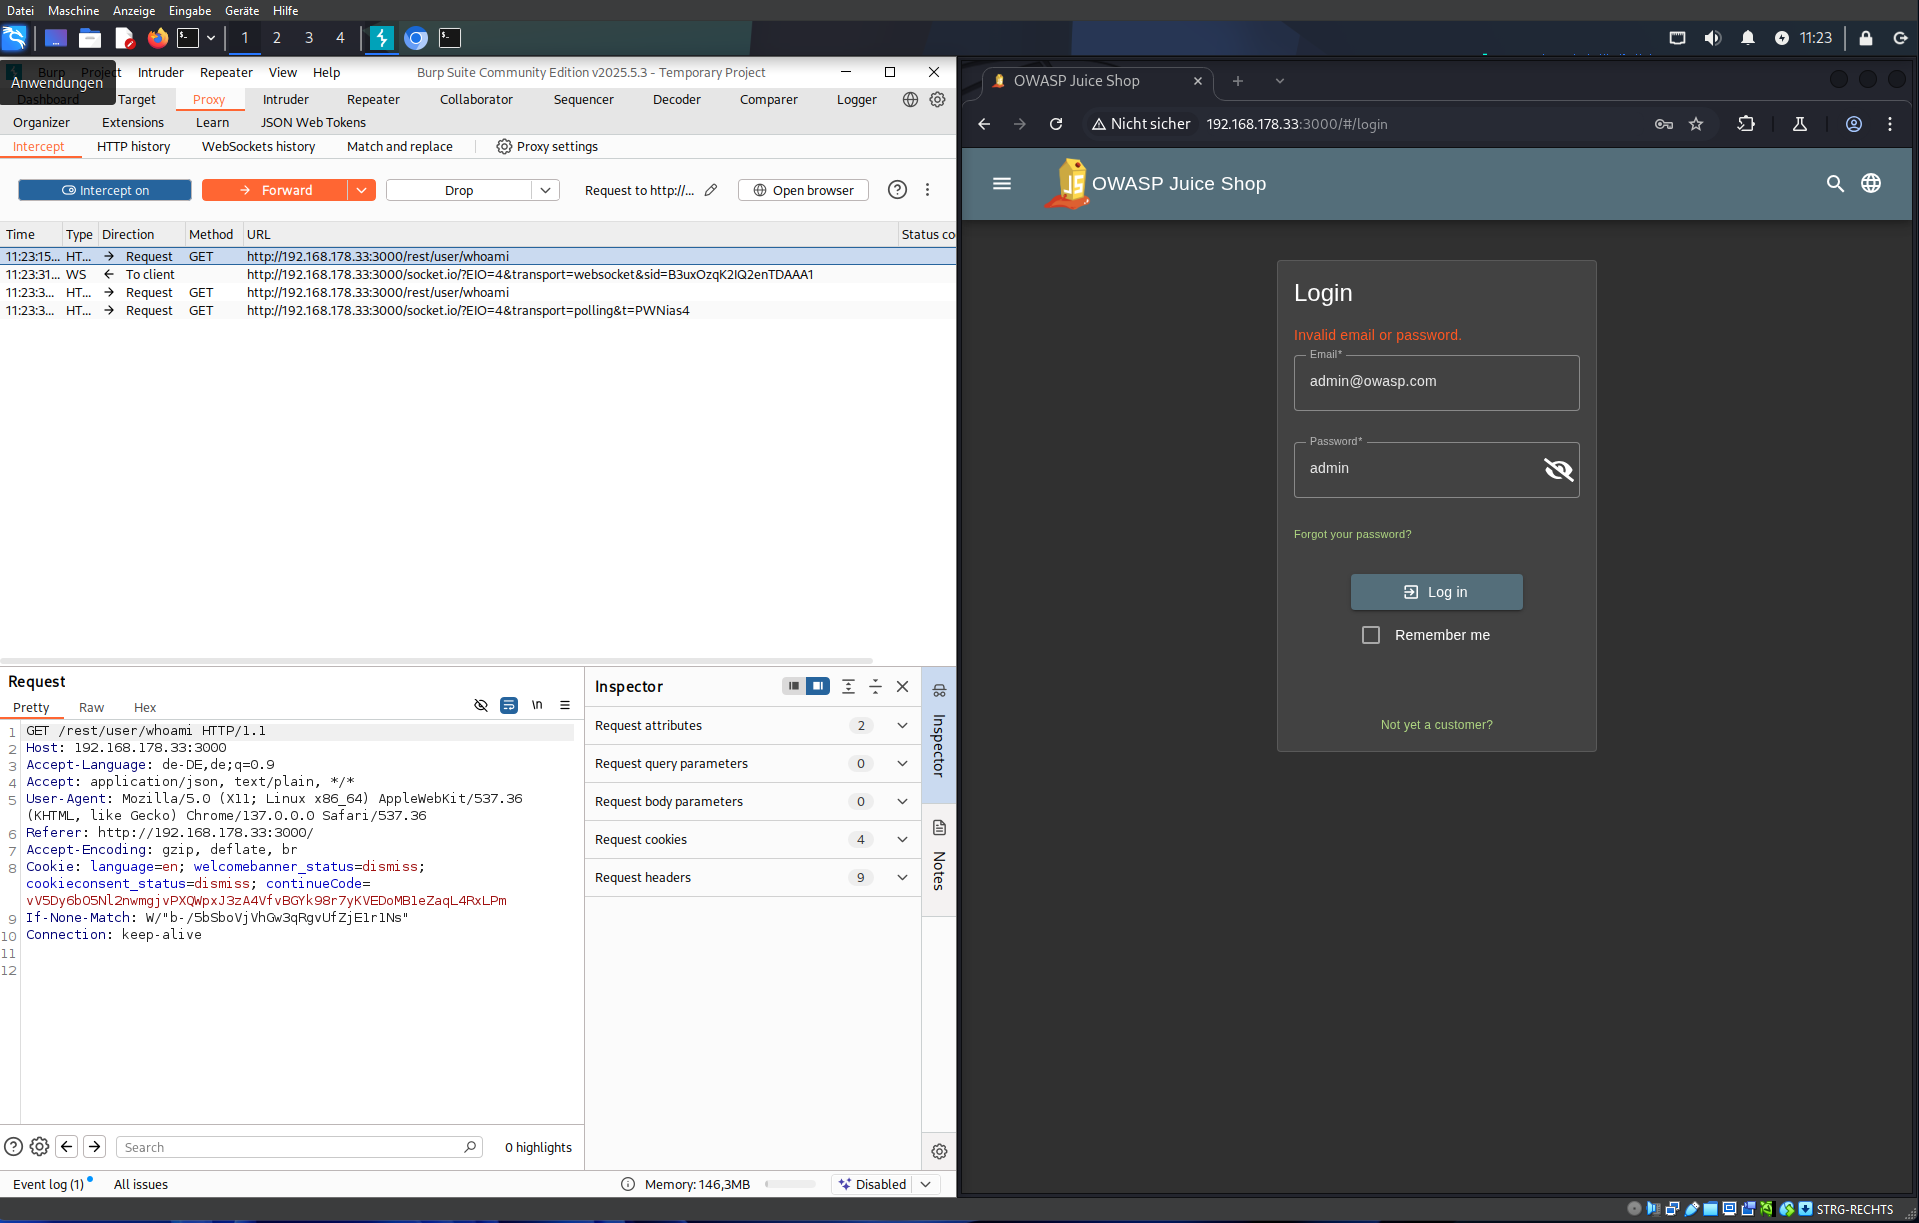 Datei Maschine Anzeige Eingabe Geräte Hilfe
1 2 3 4 11:23
Burp Project Intruder Repeater View Help Burp Suite Community Edition v2025.5.3 - Temporary Project
Anwendungen
Dashboard Target Proxy Intruder Repeater Collaborator Sequencer Decoder Comparer Logger
Organizer Extensions Learn JSON Web Tokens
Intercept HTTP history WebSockets history Match and replace Proxy settings
Intercept on Forward Drop Request to http://... Open browser
Time Type Direction Method URL Status co
11:23:15... HT... → Request GET http://192.168.178.33:3000/rest/user/whoami
11:23:31... WS ← To client http://192.168.178.33:3000/socket.io/?EIO=4&transport=websocket&sid=B3uxOzqK2IQ2enTDAAA1
11:23:3... HT... → Request GET http://192.168.178.33:3000/rest/user/whoami
11:23:3... HT... → Request GET http://192.168.178.33:3000/socket.io/?EIO=4&transport=polling&t=PWNias4
Request
Pretty Raw Hex \n
1 GET /rest/user/whoami HTTP/1.1
2 Host: 192.168.178.33:3000
3 Accept-Language: de-DE,de;q=0.9
4 Accept: application/json, text/plain, */*
5 User-Agent: Mozilla/5.0 (X11; Linux x86_64) AppleWebKit/537.36
(KHTML, like Gecko) Chrome/137.0.0.0 Safari/537.36
6 Referer: http://192.168.178.33:3000/
7 Accept-Encoding: gzip, deflate, br
8 Cookie: language=en; welcomebanner_status=dismiss;
cookieconsent_status=dismiss; continueCode=
vV5Dy6bO5Nl2nwmgjvPXQWpxJ3zA4VfvBGYk98r7yKVEDoMB1eZaqL4RxLPm
9 If-None-Match: W/"b-/5bSboVjVhGw3qRgvUfZjE1r1Ns"
10 Connection: keep-alive
11
12
Search 0 highlights
Inspector
Request attributes 2
Request query parameters 0
Request body parameters 0
Request cookies 4
Request headers 9
Inspector
Notes
Event log (1) All issues Memory: 146,3MB Disabled
OWASP Juice Shop
Nicht sicher 192.168.178.33:3000/#/login
JS OWASP Juice Shop
Login
Invalid email or password.
Email*
admin@owasp.com
Password*
admin
Forgot your password?
Log in
Remember me
Not yet a customer?
STRG-RECHTS